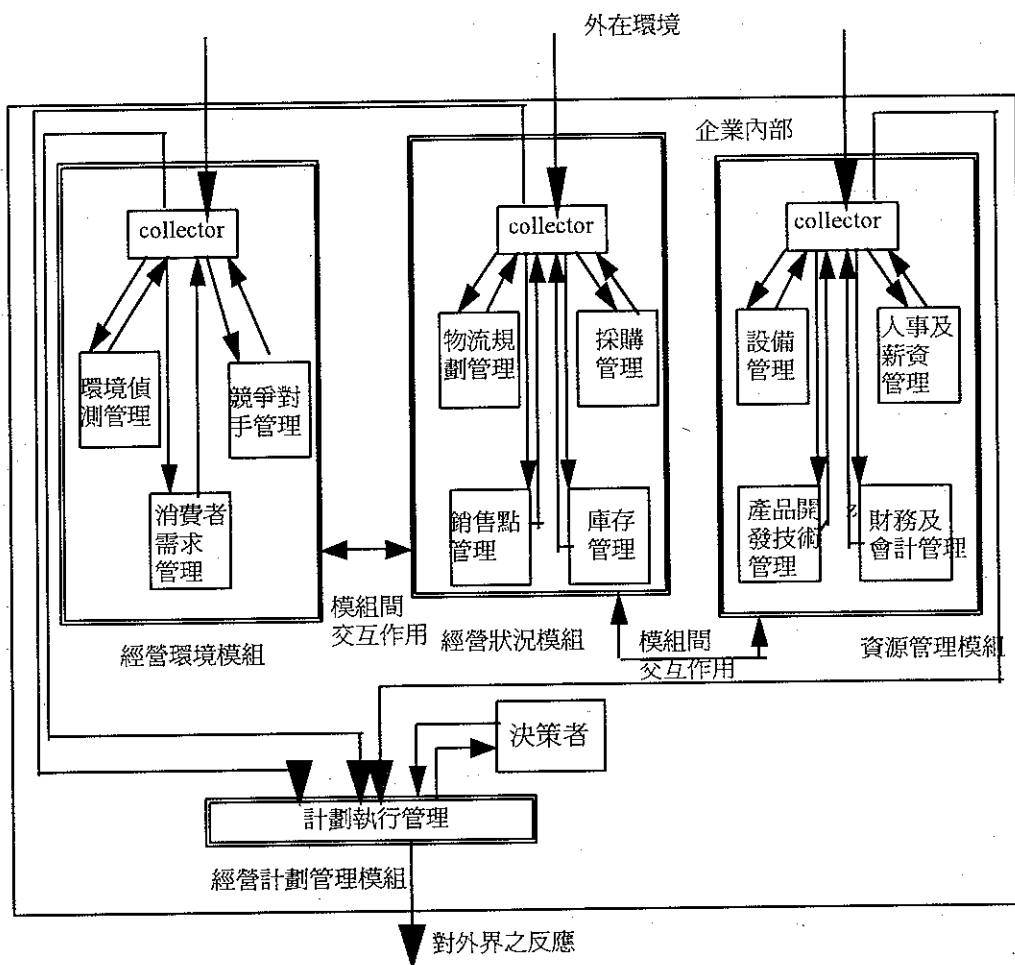 外在環境
企業內部
collector
collector
collector
環境偵
測管理
競爭對
手管理
消費者
需求
管理
物流規
劃管理
採購
管理
銷售點
管理
庫存
管理
設備
管理
人事及
薪資
管理
產品開
發技術
管理
財務及
會計管理
模組間
交互作用
模組間
交互作用
經營環境模組
經營狀況模組
資源管理模組
決策者
計劃執行管理
經營計劃管理模組
對外界之反應